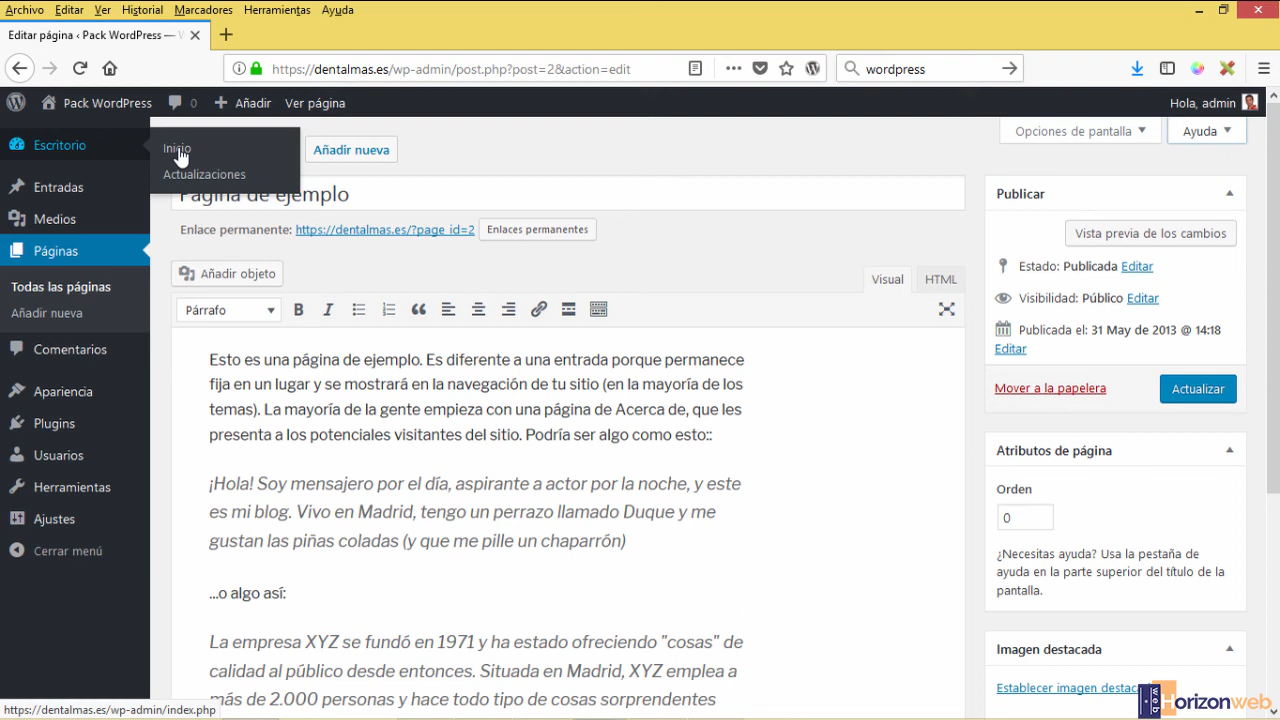 Archivo Editar Ver Historial Marcadores Herramientas Ayuda
Editar página ‹ Pack WordPress —
https://dentalmas.es/wp-admin/post.php?post=2&action=edit
wordpress
Pack WordPress 0 Añadir Ver página
Hola, admin
Escritorio
Inicio
Actualizaciones
Entradas
Medios
Páginas
Todas las páginas
Añadir nueva
Comentarios
Apariencia
Plugins
Usuarios
Herramientas
Ajustes
Cerrar menú
Añadir nueva
Opciones de pantalla
Ayuda
Página de ejemplo
Enlace permanente: https://dentalmas.es/?page_id=2 Enlaces permanentes
Añadir objeto
Visual HTML
Párrafo
Esto es una página de ejemplo. Es diferente a una entrada porque permanece
fija en un lugar y se mostrará en la navegación de tu sitio (en la mayoría de los
temas). La mayoría de la gente empieza con una página de Acerca de, que les
presenta a los potenciales visitantes del sitio. Podría ser algo como esto::
¡Hola! Soy mensajero por el día, aspirante a actor por la noche, y este
es mi blog. Vivo en Madrid, tengo un perrazo llamado Duque y me
gustan las piñas coladas (y que me pille un chaparrón)
...o algo así:
La empresa XYZ se fundó en 1971 y ha estado ofreciendo "cosas" de
calidad al público desde entonces. Situada en Madrid, XYZ emplea a
más de 2.000 personas y hace todo tipo de cosas sorprendentes
Publicar
Vista previa de los cambios
Estado: Publicada Editar
Visibilidad: Público Editar
Publicada el: 31 May de 2013 @ 14:18
Editar
Mover a la papelera
Actualizar
Atributos de página
Orden
0
¿Necesitas ayuda? Usa la pestaña de
ayuda en la parte superior del título de la
pantalla.
Imagen destacada
Establecer imagen destac
https://dentalmas.es/wp-admin/index.php
web Horizonweb